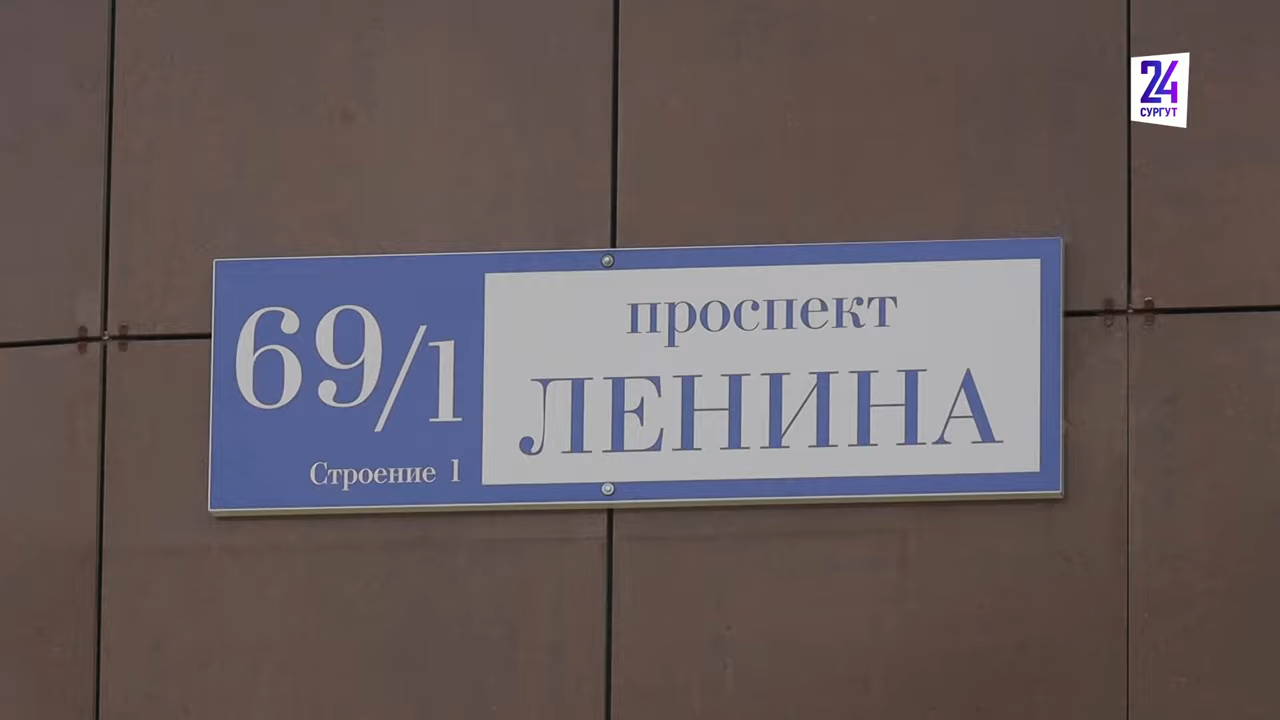 24
СУРГУТ
69/1
Строение 1
проспект
ЛЕНИНА